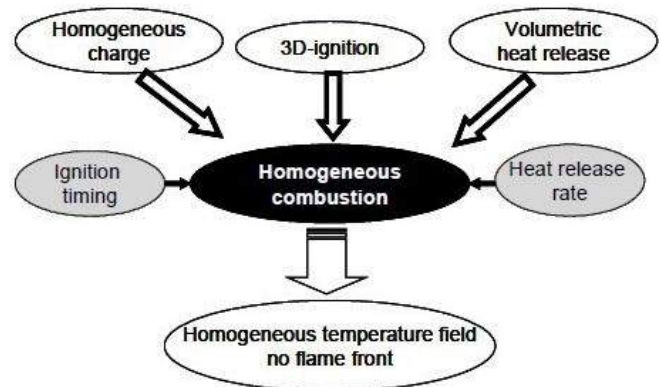 Homogeneous
charge
3D-ignition
Volumetric
heat release
Ignition
timing
Homogeneous
combustion
Heat release
rate
Homogeneous temperature field
no flame front